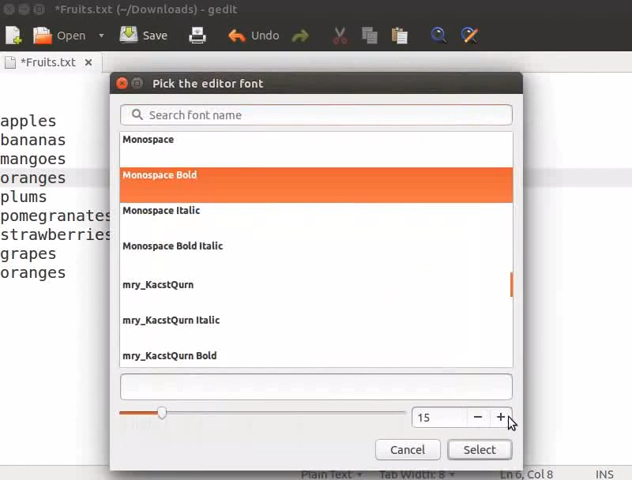 *Fruits.txt (~/Downloads) - gedit
Open Save Undo
*Fruits.txt ×
Pick the editor font
Search font name
Monospace
Monospace Bold
Monospace Italic
Monospace Bold Italic
mry_KacstQurn
mry_KacstQurn Italic
mry_KacstQurn Bold
apples
bananas
mangoes
oranges
plums
pomegranates
strawberries
grapes
oranges
15 − +
Cancel Select
Plain Text Tab Width: 8 Ln 6, Col 8 INS